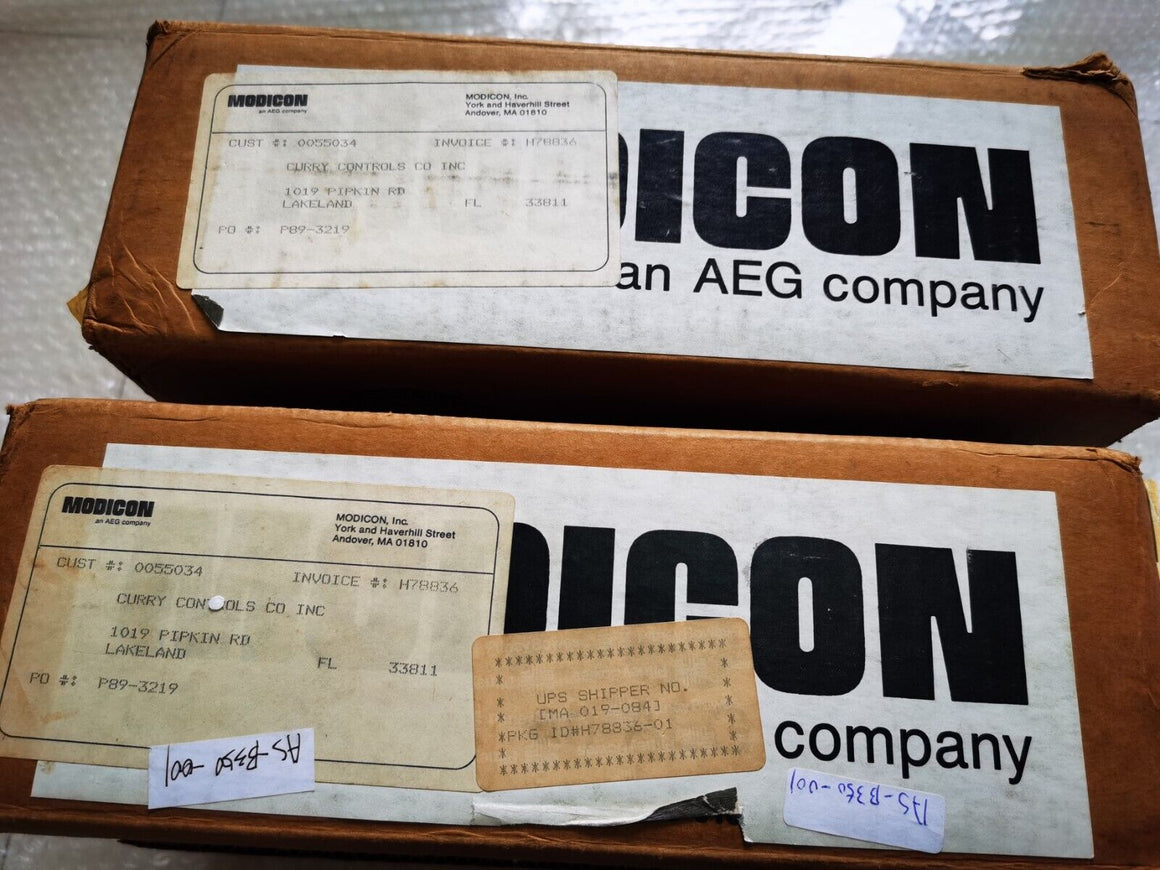 MODICON
an AEG company
MODICON, Inc.
York and Haverhill Street
Andover, MA 01810
CUST #: 0055034 INVOICE #: H78836
CURRY CONTROLS CO INC
1019 PIPKIN RD
LAKELAND FL 33811
PO #: P89-3219
DICON
an AEG company
MODICON
an AEG company
MODICON, Inc.
York and Haverhill Street
Andover, MA 01810
CUST #: 0055034 INVOICE #: H78836
CURRY CONTROLS CO INC
1019 PIPKIN RD
LAKELAND FL 33811
PO #: P89-3219
DICON
company
********************
UPS SHIPPER NO.
[MA 019-084]
*PKG ID#H78836-01
********************
AS-B350-001
AS-B350-001